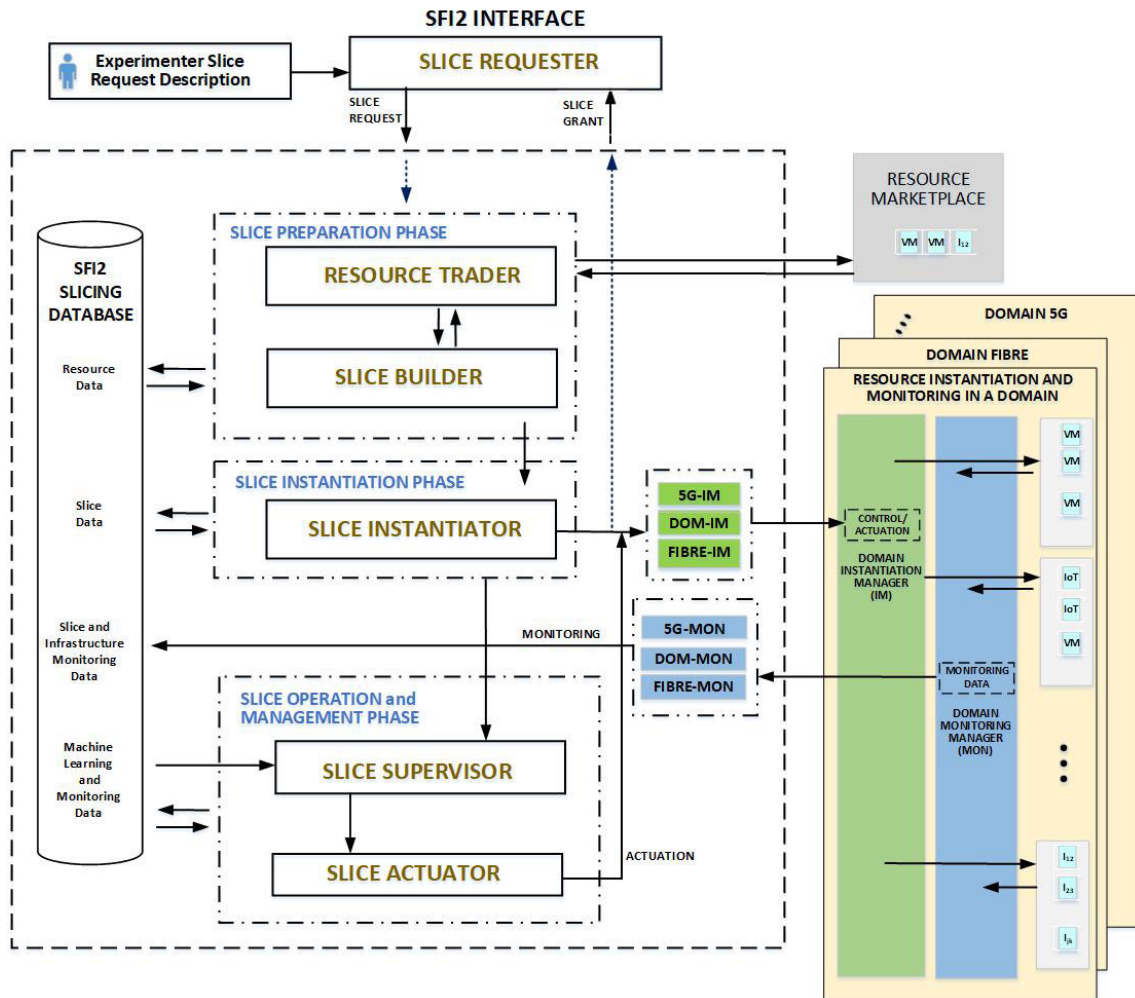 SFI2 INTERFACE
Experimenter Slice
Request Description
SLICE REQUESTER
SLICE
REQUEST
SLICE
GRANT
RESOURCE
MARKETPLACE
VM VM I12
SLICE PREPARATION PHASE
RESOURCE TRADER
SLICE BUILDER
SFI2
SLICING
DATABASE
Resource
Data
Slice
Data
Slice and
Infrastructure
Monitoring
Data
Machine
Learning
and
Monitoring
Data
SLICE INSTANTIATION PHASE
SLICE INSTANTIATOR
5G-IM
DOM-IM
FIBRE-IM
MONITORING
5G-MON
DOM-MON
FIBRE-MON
SLICE OPERATION and
MANAGEMENT PHASE
SLICE SUPERVISOR
SLICE ACTUATOR
ACTUATION
DOMAIN 5G
DOMAIN FIBRE
RESOURCE INSTANTIATION AND
MONITORING IN A DOMAIN
CONTROL/
ACTUATION
DOMAIN
INSTANTIATION
MANAGER
(IM)
MONITORING
DATA
DOMAIN
MONITORING
MANAGER
(MON)
VM
VM
VM
IoT
IoT
VM
I12
I23
Ijk